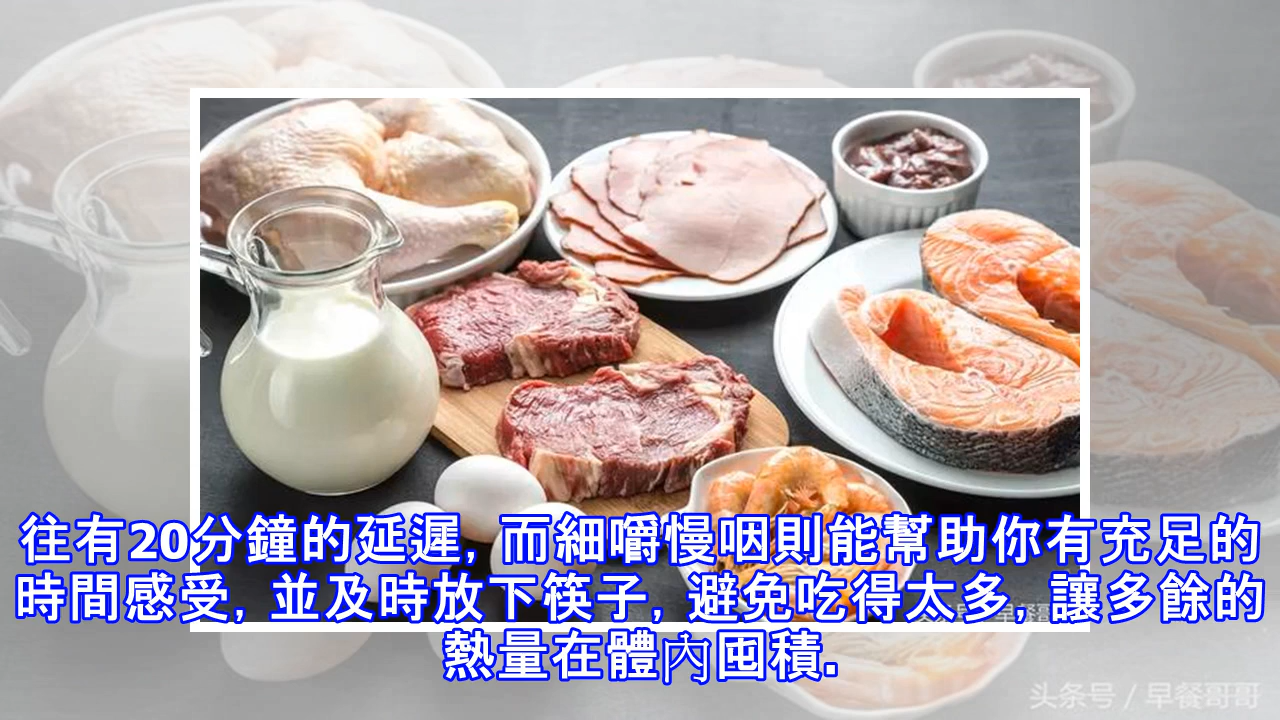 往有20分鐘的延遲, 而細嚼慢咽則能幫助你有充足的
時間感受, 並及時放下筷子, 避免吃得太多, 讓多餘的
熱量在體內囤積.
头条号 / 早餐哥哥